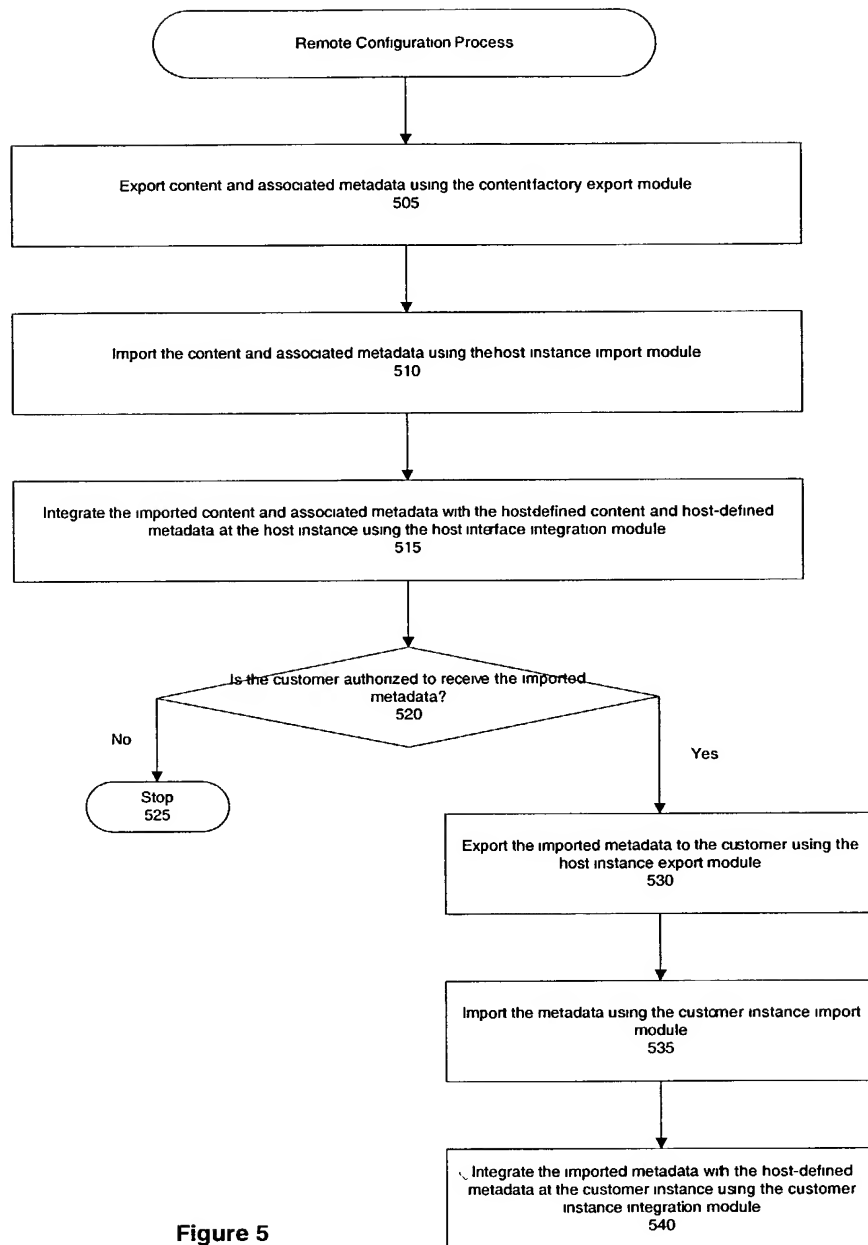 Remote Configuration Process
Export content and associated metadata using the contentfactory export module
505
Import the content and associated metadata using the host instance import module
510
Integrate the imported content and associated metadata with the hostdefined content and host-defined
metadata at the host instance using the host interface integration module
515
Is the customer authorized to receive the imported
metadata?
520
No
Yes
Stop
525
Export the imported metadata to the customer using the
host instance export module
530
Import the metadata using the customer instance import
module
535
Integrate the imported metadata with the host-defined
metadata at the customer instance using the customer
instance integration module
540
Figure 5